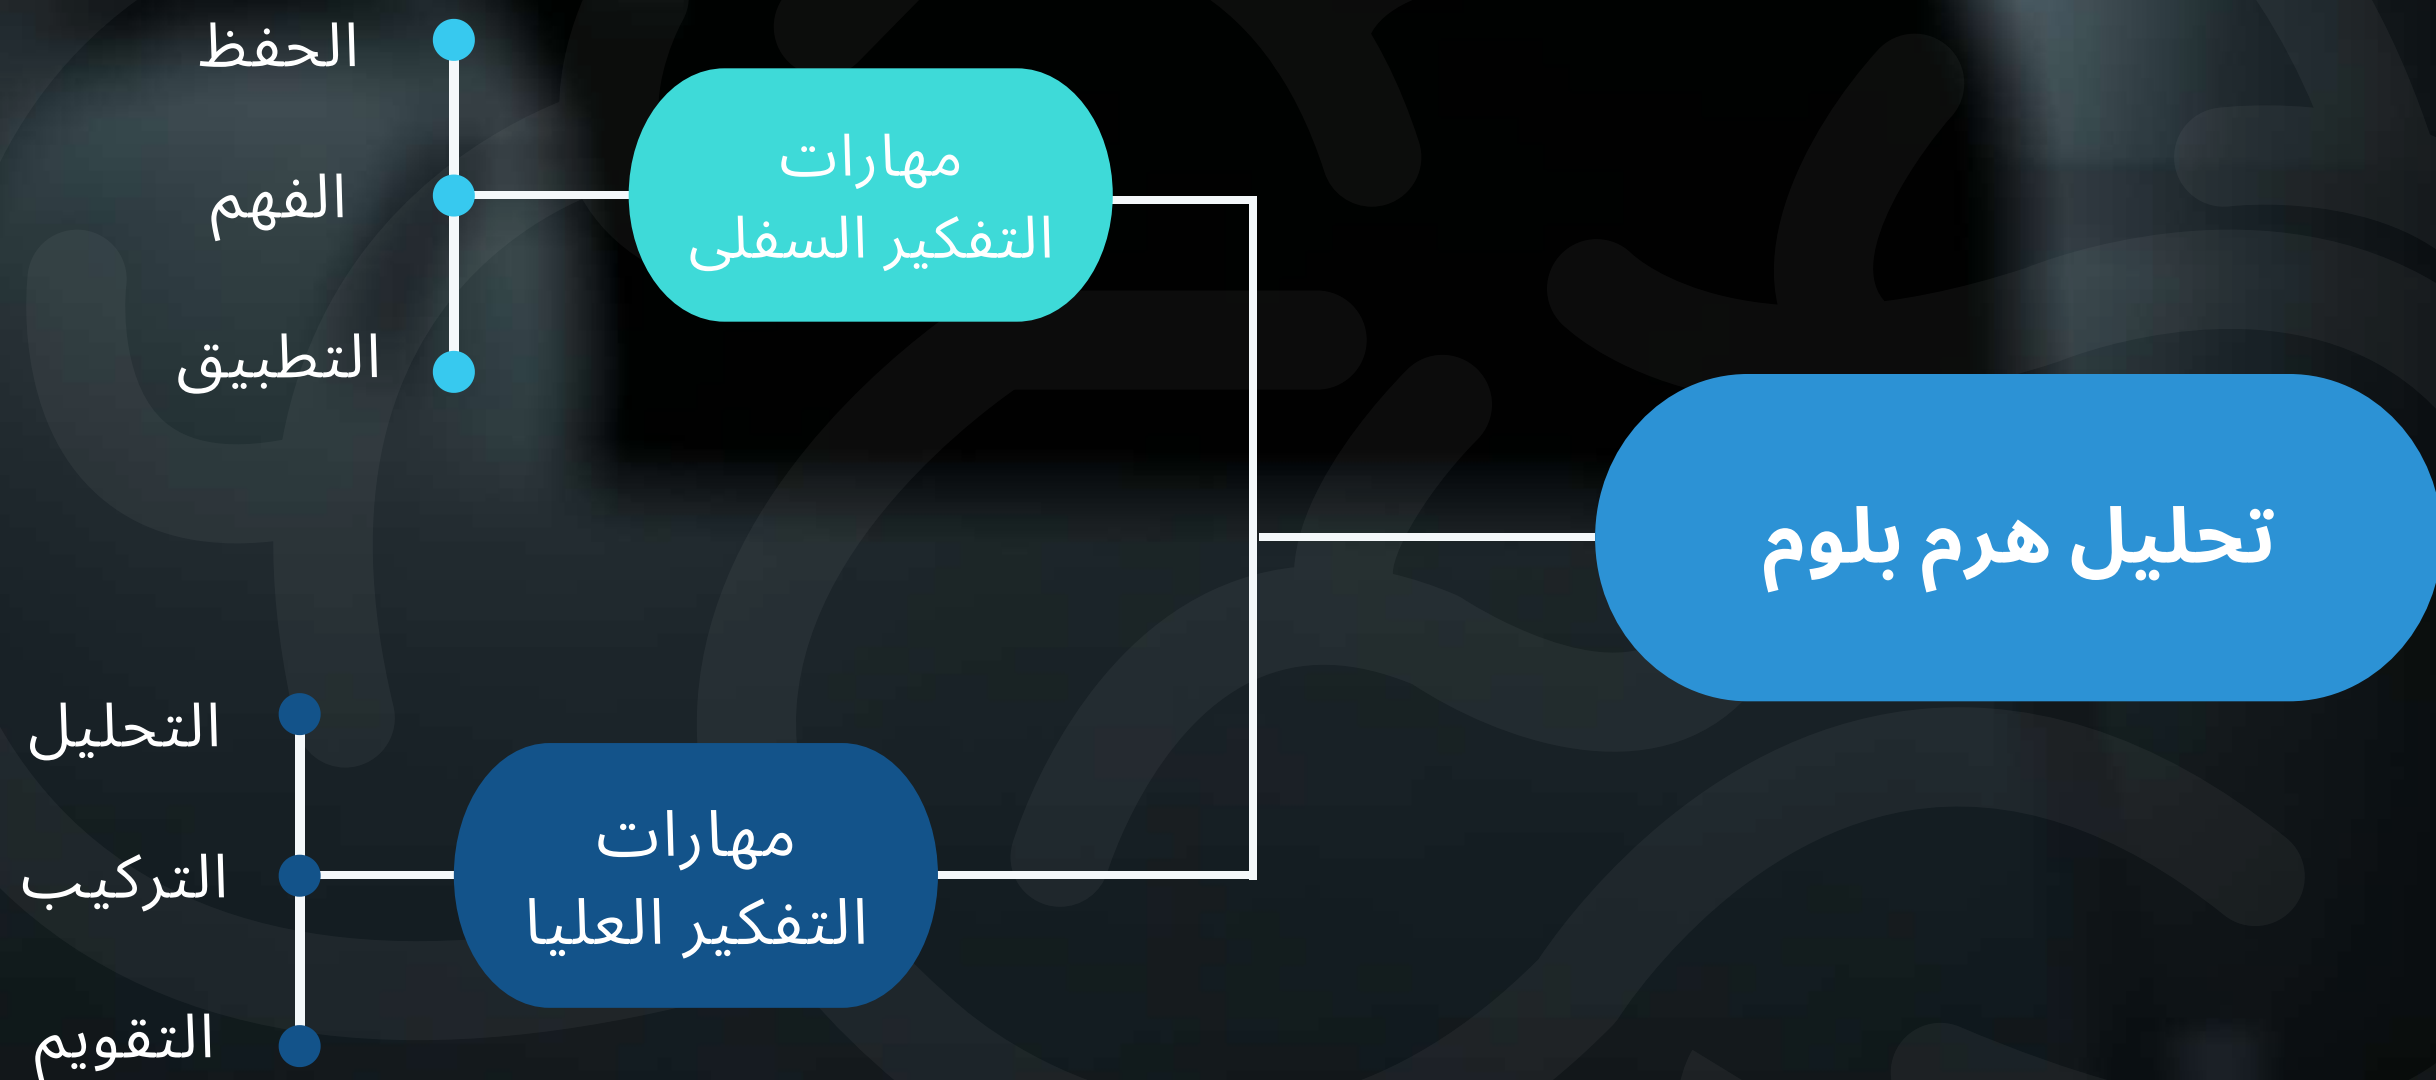 تحليل هرم بلوم
مهارات
التفكير السفلى
الحفظ
الفهم
التطبيق
مهارات
التفكير العليا
التحليل
التركيب
التقويم